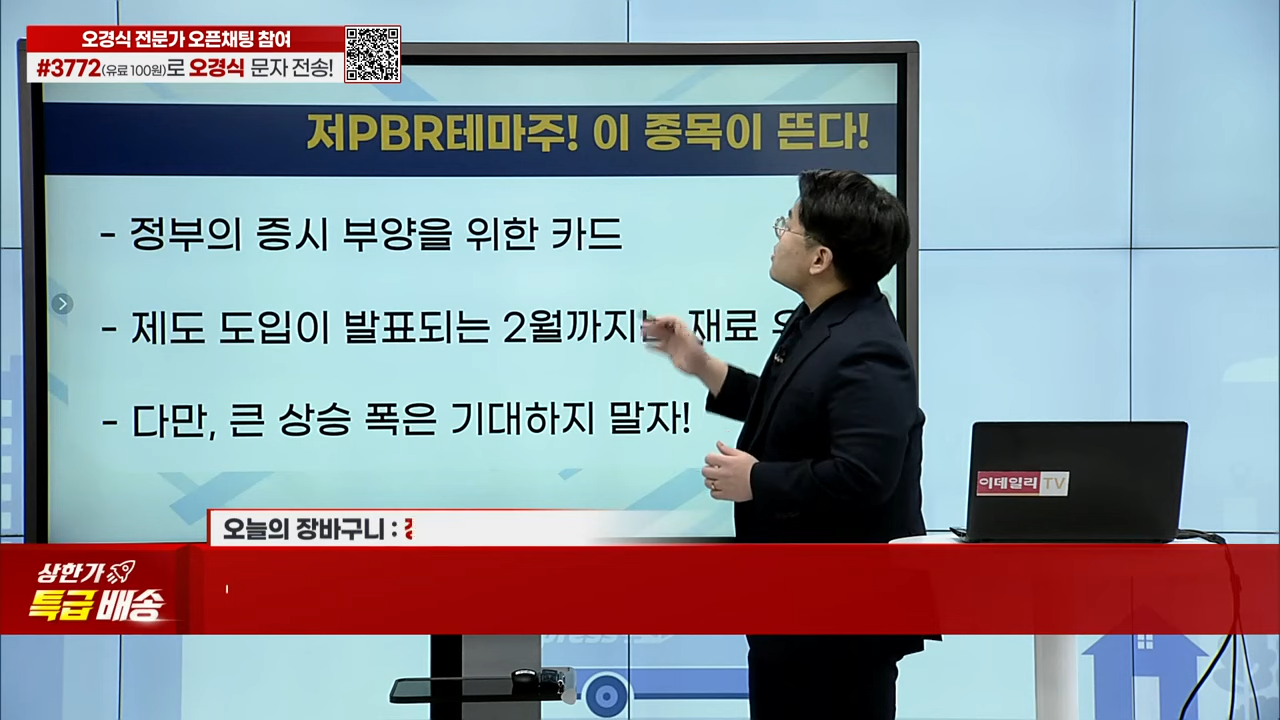 오경식 전문가 오픈채팅 참여
#3772(유료 100원)로 오경식 문자 전송!
저PBR테마주! 이 종목이 뜬다!
- 정부의 증시 부양을 위한 카드
- 제도 도입이 발표되는 2월까지는 재료
- 다만, 큰 상승 폭은 기대하지 말자!
이데일리 TV
오늘의 장바구니 :
상한가
특급 배송